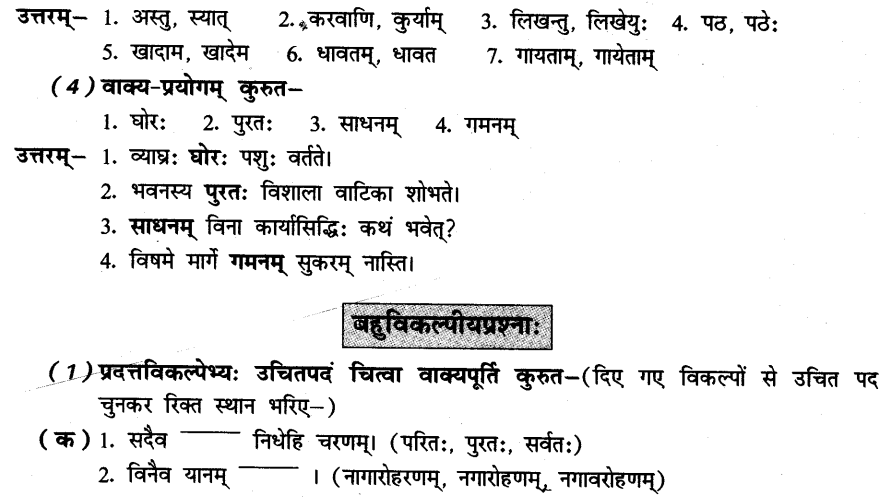 उत्तरम्– 1. अस्तु, स्यात् 2. करवाणि, कुर्याम् 3. लिखन्तु, लिखेयुः 4. पठ, पठेः
5. खादाम, खादेम 6. धावतम्, धावत 7. गायताम्, गायेताम्
(4) वाक्य-प्रयोगम् कुरुत–
1. घोरः 2. पुरतः 3. साधनम् 4. गमनम्
उत्तरम्– 1. व्याघ्रः घोरः पशुः वर्तते।
2. भवनस्य पुरतः विशाला वाटिका शोभते।
3. साधनम् विना कार्यासिद्धिः कथं भवेत्?
4. विषमे मार्गे गमनम् सुकरम् नास्ति।
बहुविकल्पीयप्रश्नाः
(1) प्रदत्तविकल्पेभ्यः उचितपदं चित्वा वाक्यपूर्ति कुरुत–(दिए गए विकल्पों से उचित पद
चुनकर रिक्त स्थान भरिए–)
(क) 1. सदैव ——— निधेहि चरणम्। (परितः, पुरतः, सर्वतः)
2. विनैव यानम् ——— । (नागारोहरणम्, नगारोहणम्, नगावरोहणम्)